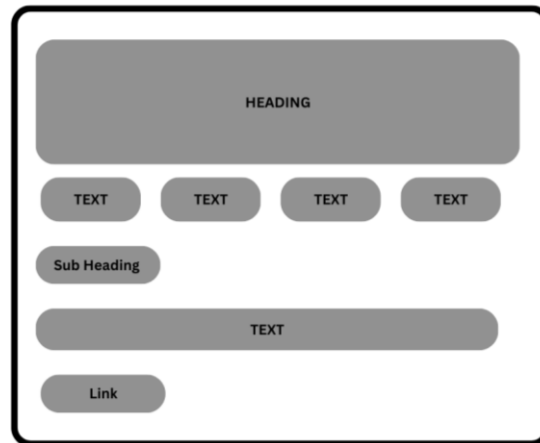 HEADING
TEXT TEXT TEXT TEXT
Sub Heading
TEXT
Link